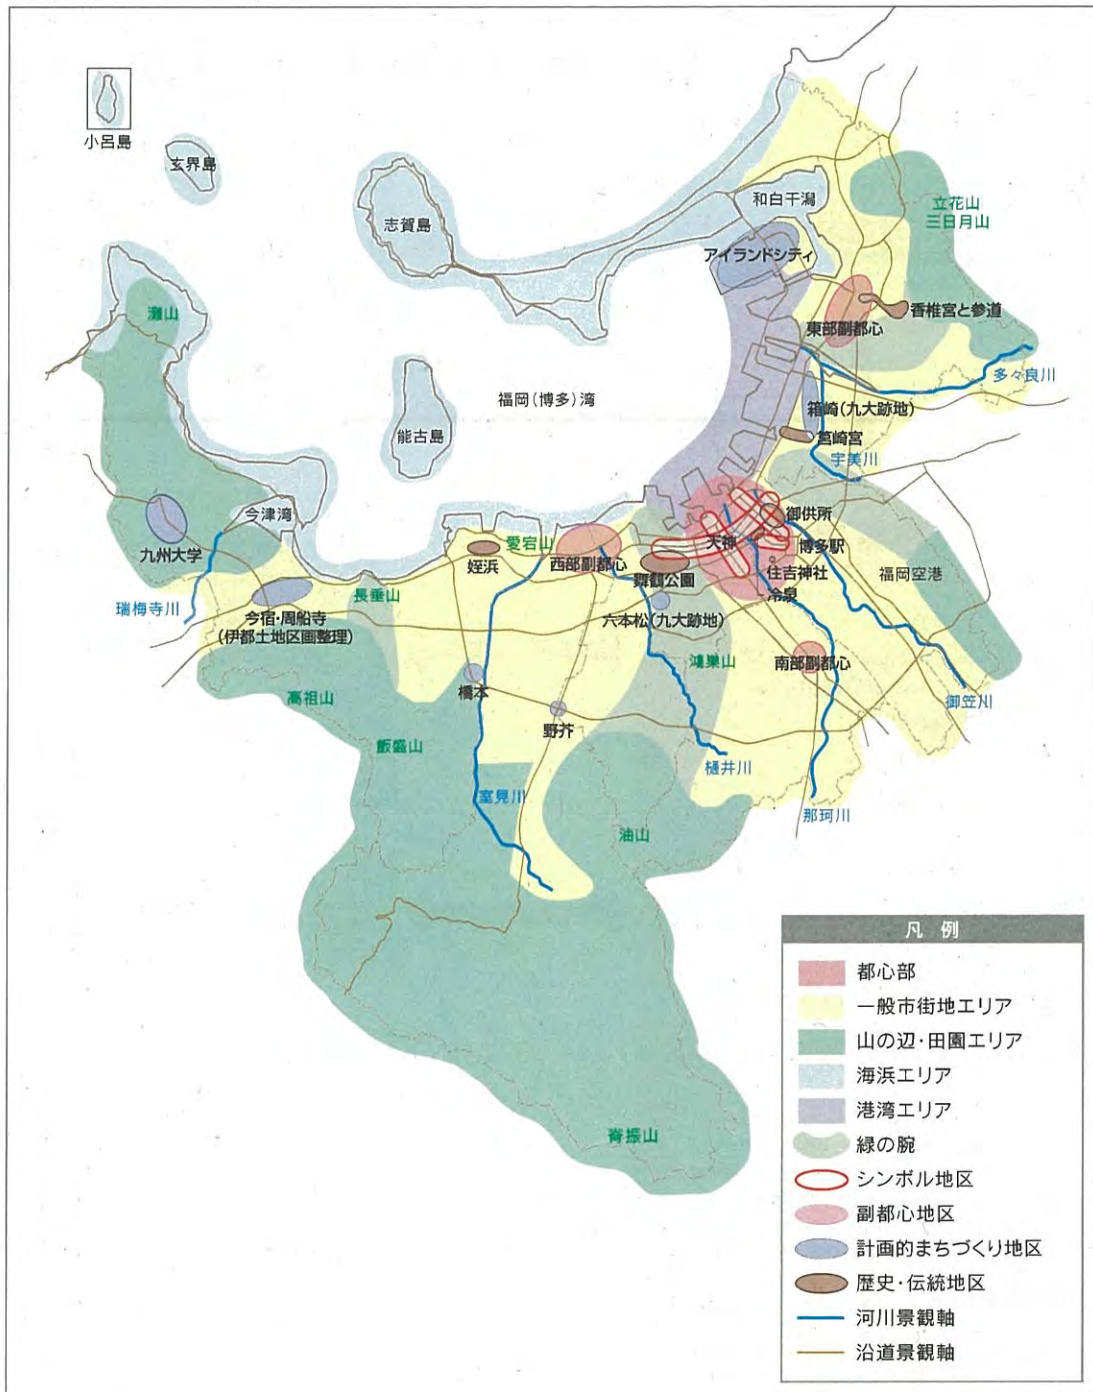 小呂島
玄界島
志賀島
和白干潟
立花山
三日月山
アイランドシティ
灘山
香椎宮と参道
東部副都心
多々良川
福岡(博多)湾
箱崎(九大跡地)
能古島
筥崎宮
宇美川
今津湾
御供所
九州大学
愛宕山
天神
博多駅
姪浜
西部副都心
舞鶴公園
住吉神社
福岡空港
長垂山
冷泉
瑞梅寺川
今宿・周船寺
(伊都土地区画整理)
六本松(九大跡地)
鴻巣山
南部副都心
高祖山
橋本
御笠川
飯盛山
野芥
樋井川
室見川
那珂川
油山
脊振山
凡 例
都心部
一般市街地エリア
山の辺・田園エリア
海浜エリア
港湾エリア
緑の腕
シンボル地区
副都心地区
計画的まちづくり地区
歴史・伝統地区
河川景観軸
沿道景観軸